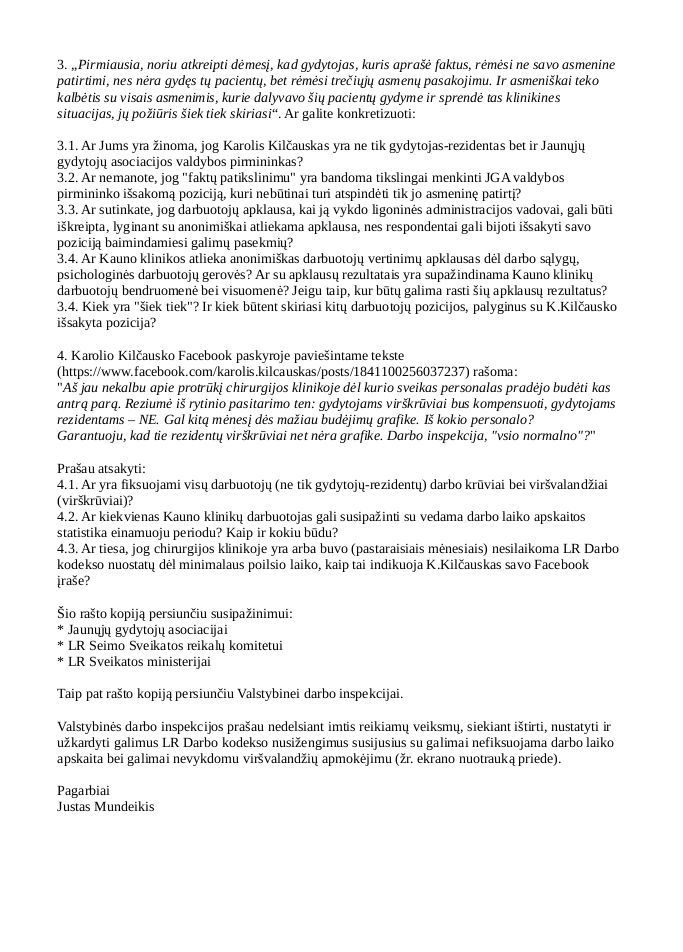 3. „Pirmiausia, noriu atkreipti dėmesį, kad gydytojas, kuris aprašė faktus, rėmėsi ne savo asmenine
patirtimi, nes nėra gydęs tų pacientų, bet rėmėsi trečiųjų asmenų pasakojimu. Ir asmeniškai teko
kalbėtis su visais asmenimis, kurie dalyvavo šių pacientų gydyme ir sprendė tas klinikines
situacijas, jų požiūris šiek tiek skiriasi“. Ar galite konkretizuoti:
3.1. Ar Jums yra žinoma, jog Karolis Kilčauskas yra ne tik gydytojas-rezidentas bet ir Jaunųjų
gydytojų asociacijos valdybos pirmininkas?
3.2. Ar nemanote, jog "faktų patikslinimu" yra bandoma tikslingai menkinti JGA valdybos
pirmininko išsakomą poziciją, kuri nebūtinai turi atspindėti tik jo asmeninę patirtį?
3.3. Ar sutinkate, jog darbuotojų apklausa, kai ją vykdo ligoninės administracijos vadovai, gali būti
iškreipta, lyginant su anonimiškai atliekama apklausa, nes respondentai gali bijoti išsakyti savo
poziciją baimindamiesi galimų pasekmių?
3.4. Ar Kauno klinikos atlieka anonimiškas darbuotojų vertinimų apklausas dėl darbo sąlygų,
psichologinės darbuotojų gerovės? Ar su apklausų rezultatais yra supažindinama Kauno klinikų
darbuotojų bendruomenė bei visuomenė? Jeigu taip, kur būtų galima rasti šių apklausų rezultatus?
3.4. Kiek yra "šiek tiek"? Ir kiek būtent skiriasi kitų darbuotojų pozicijos, palyginus su K.Kilčausko
išsakyta pozicija?
4. Karolio Kilčausko Facebook paskyroje paviešintame tekste
(https://www.facebook.com/karolis.kilcauskas/posts/1841100256037237) rašoma:
"Aš jau nekalbu apie protrūkį chirurgijos klinikoje dėl kurio sveikas personalas pradėjo budėti kas
antrą parą. Reziumė iš rytinio pasitarimo ten: gydytojams virškrūviai bus kompensuoti, gydytojams
rezidentams – NE. Gal kitą mėnesį dės mažiau budėjimų grafike. Iš kokio personalo?
Garantuoju, kad tie rezidentų virškrūviai net nėra grafike. Darbo inspekcija, "vsio normalno"?"
Prašau atsakyti:
4.1. Ar yra fiksuojami visų darbuotojų (ne tik gydytojų-rezidentų) darbo krūviai bei viršvalandžiai
(virškrūviai)?
4.2. Ar kiekvienas Kauno klinikų darbuotojas gali susipažinti su vedama darbo laiko apskaitos
statistika einamuoju periodu? Kaip ir kokiu būdu?
4.3. Ar tiesa, jog chirurgijos klinikoje yra arba buvo (pastaraisiais mėnesiais) nesilaikoma LR Darbo
kodekso nuostatų dėl minimalaus poilsio laiko, kaip tai indikuoja K.Kilčauskas savo Facebook
įraše?
Šio rašto kopiją persiunčiu susipažinimui:
* Jaunųjų gydytojų asociacijai
* LR Seimo Sveikatos reikalų komitetui
* LR Sveikatos ministerijai
Taip pat rašto kopiją persiunčiu Valstybinei darbo inspekcijai.
Valstybinės darbo inspekcijos prašau nedelsiant imtis reikiamų veiksmų, siekiant ištirti, nustatyti ir
užkardyti galimus LR Darbo kodekso nusižengimus susijusius su galimai nefiksuojama darbo laiko
apskaita bei galimai nevykdomu viršvalandžių apmokėjimu (žr. ekrano nuotrauką priede).
Pagarbiai
Justas Mundeikis